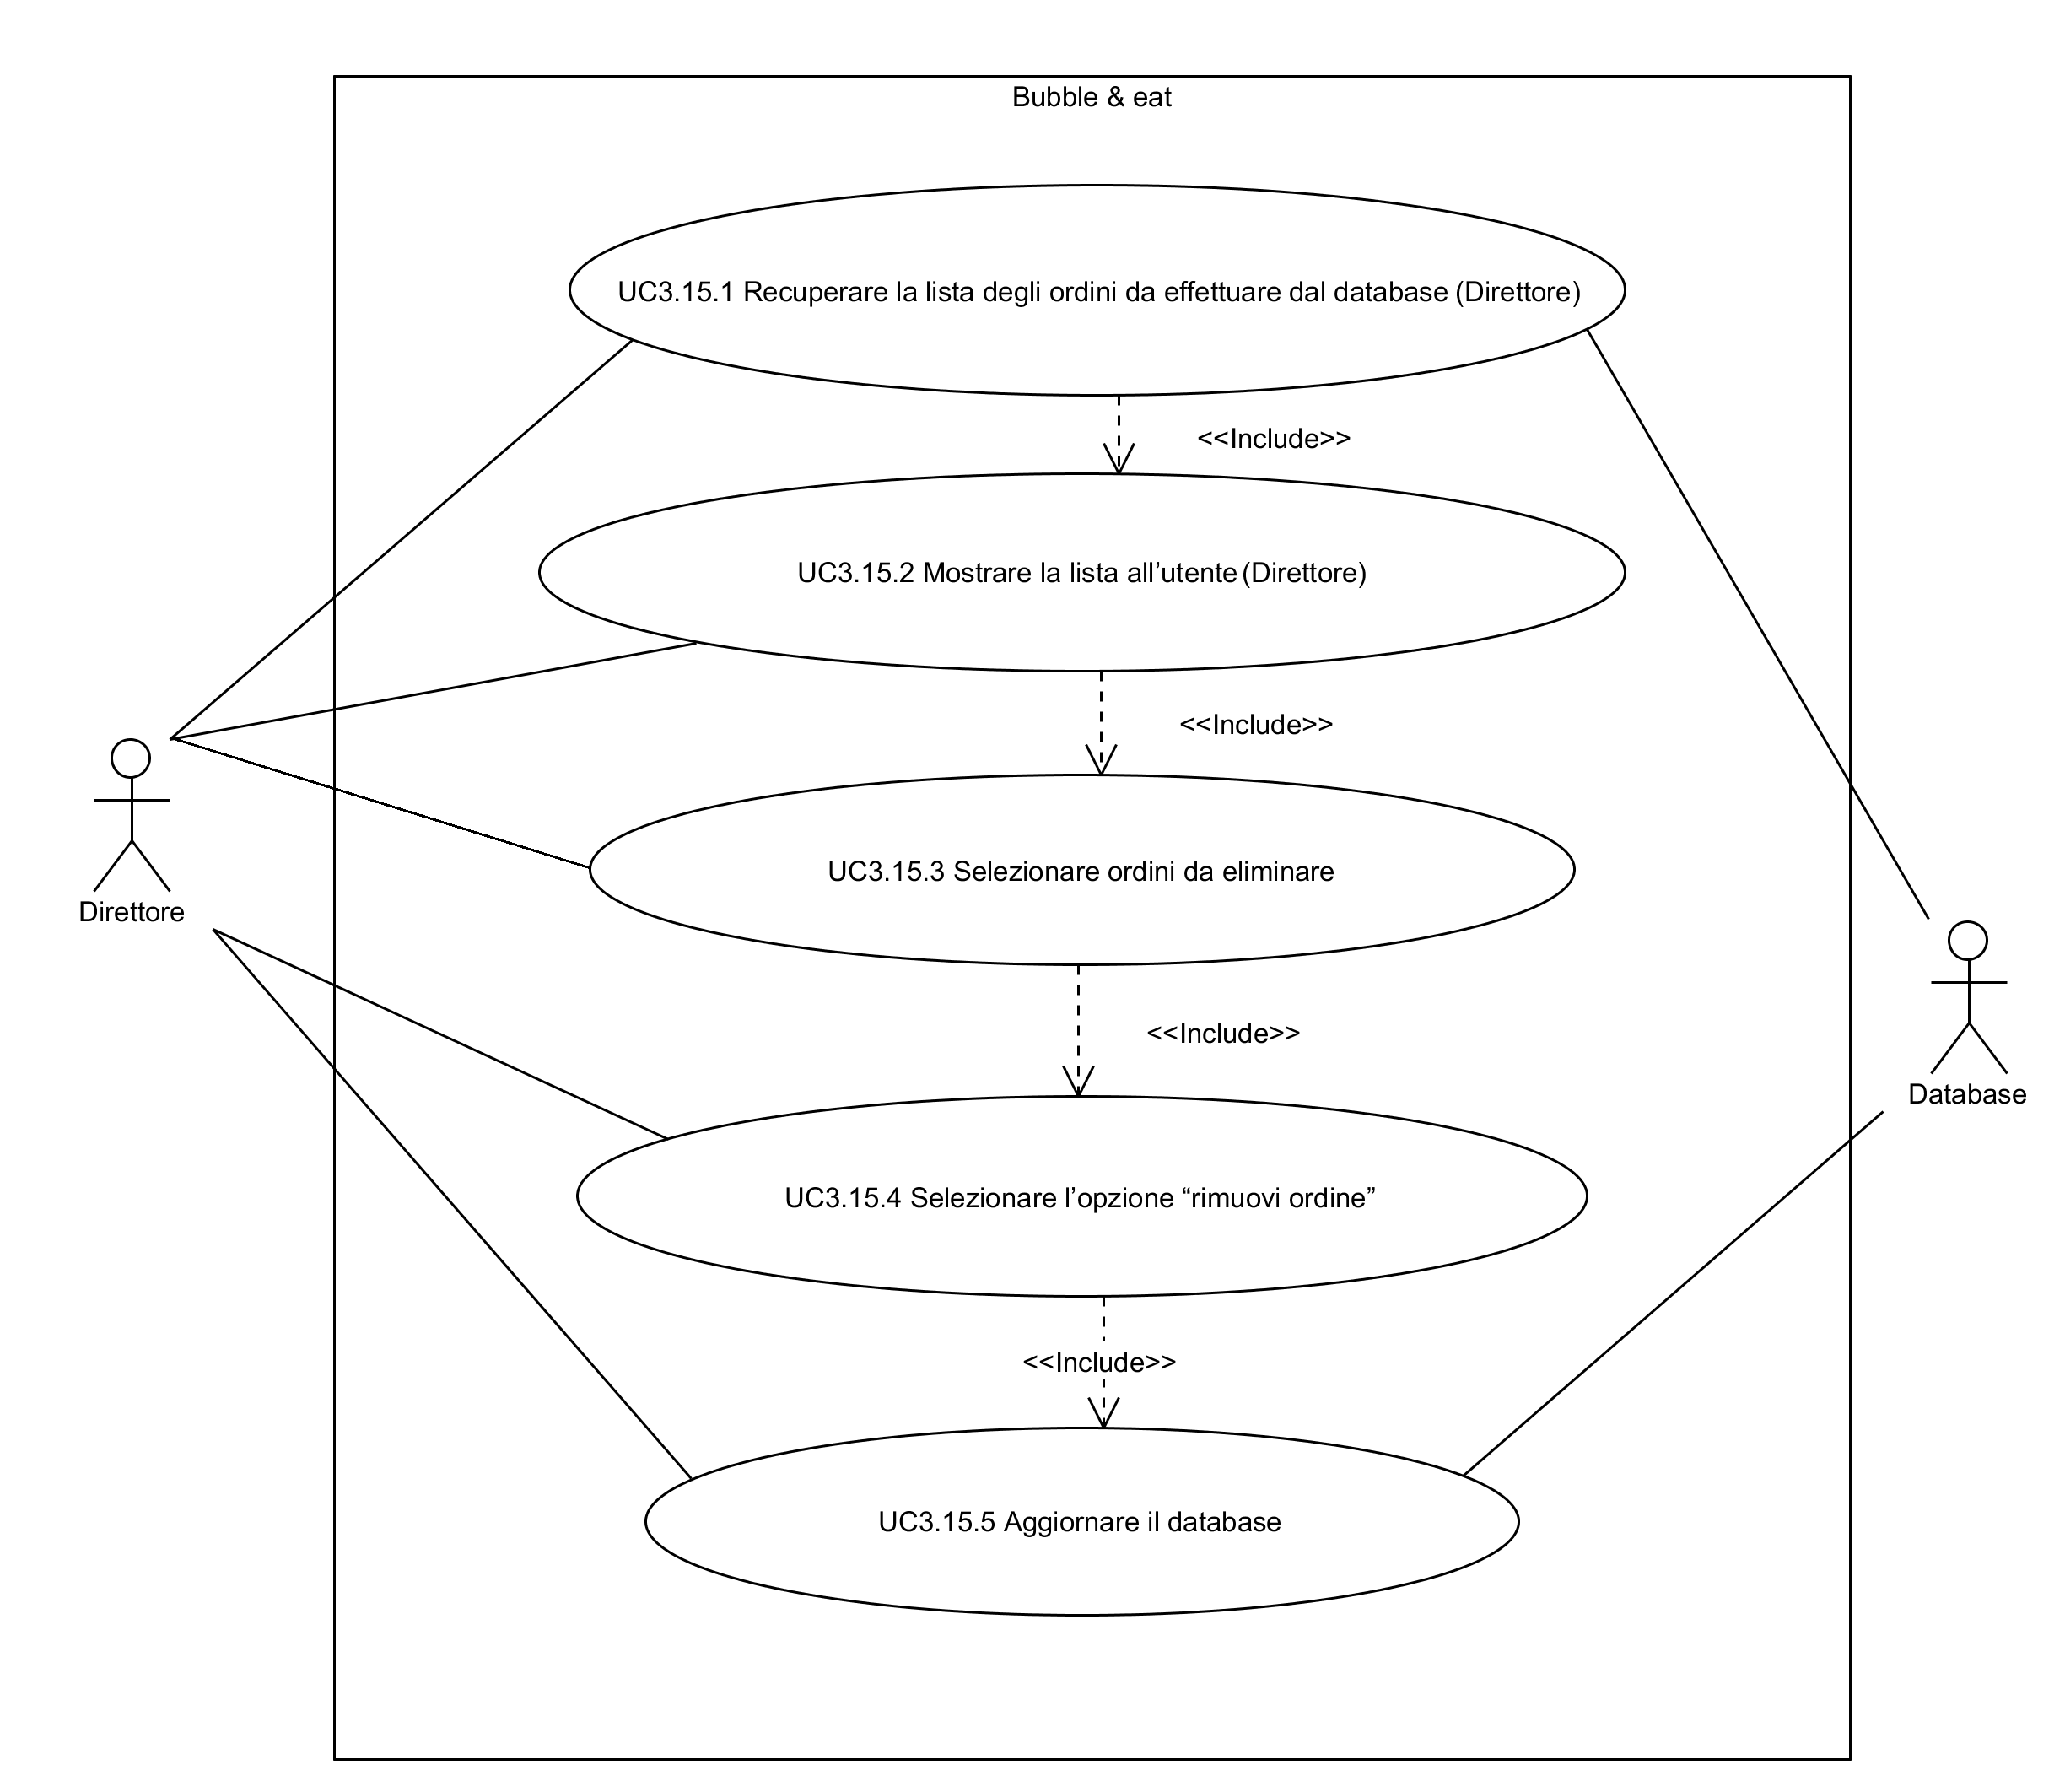 Bubble & eat
UC3.15.1 Recuperare la lista degli ordini da effettuare dal database (Direttore)
<<Include>>
UC3.15.2 Mostrare la lista all’utente (Direttore)
<<Include>>
UC3.15.3 Selezionare ordini da eliminare
Direttore
<<Include>>
Database
UC3.15.4 Selezionare l’opzione “rimuovi ordine”
<<Include>>
UC3.15.5 Aggiornare il database